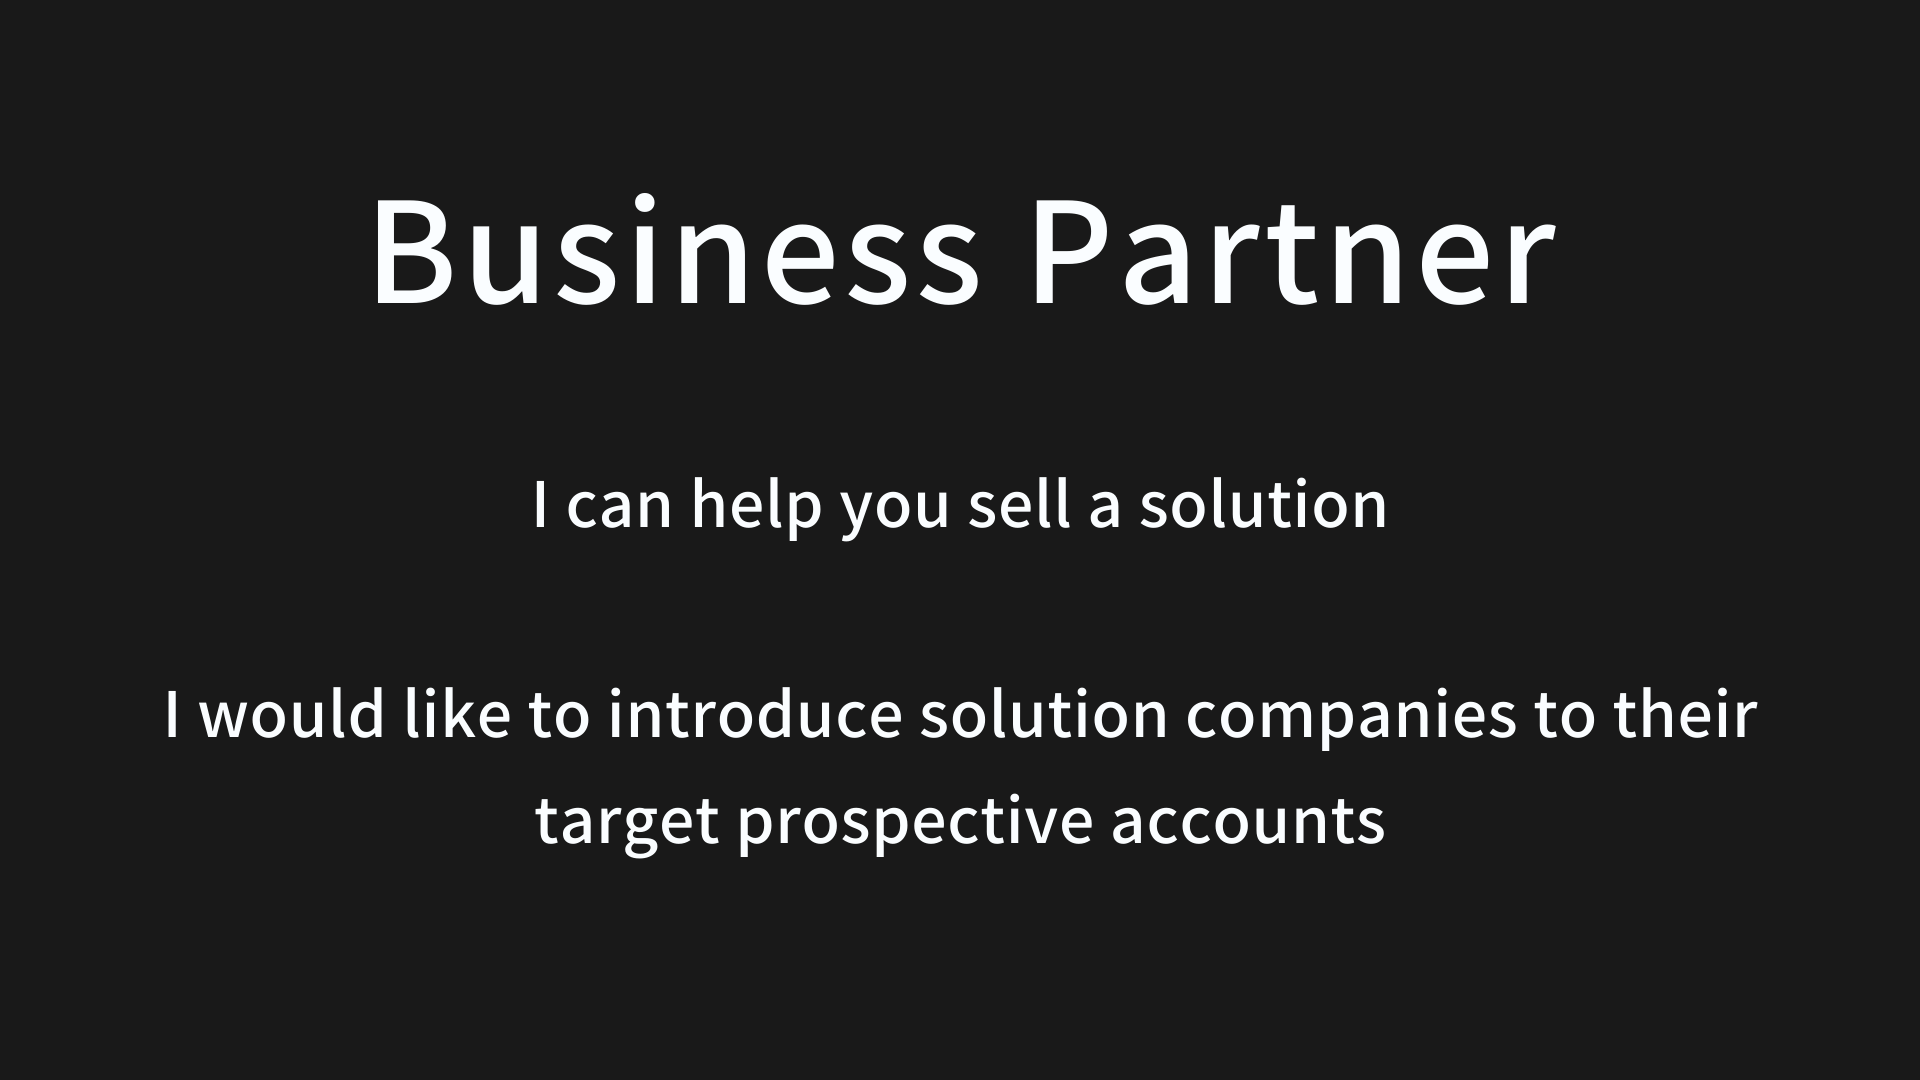 Business Partner
I can help you sell a solution
I would like to introduce solution companies to their
target prospective accounts